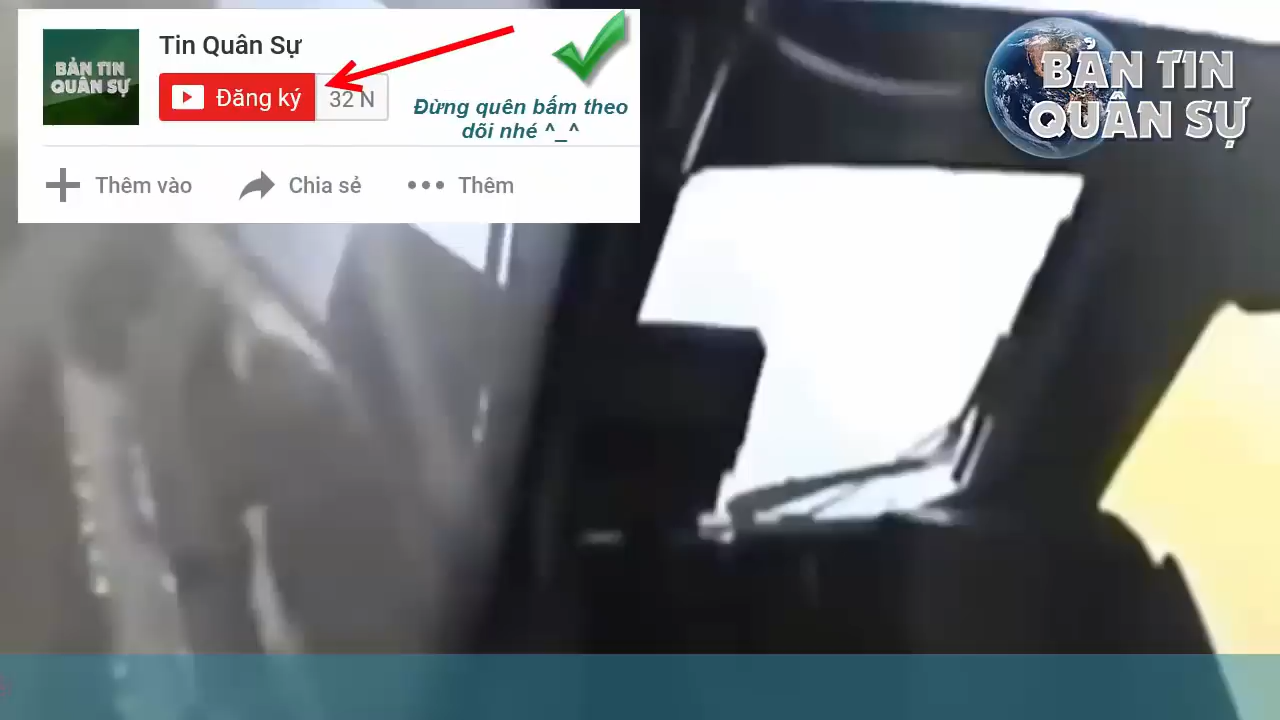 Tin Quân Sự
BẢN TIN
QUÂN SỰ
Đăng ký
32 N
Đừng quên bấm theo
dõi nhé ^_^
Thêm vào
Chia sẻ
Thêm
BẢN TIN
QUÂN SỰ